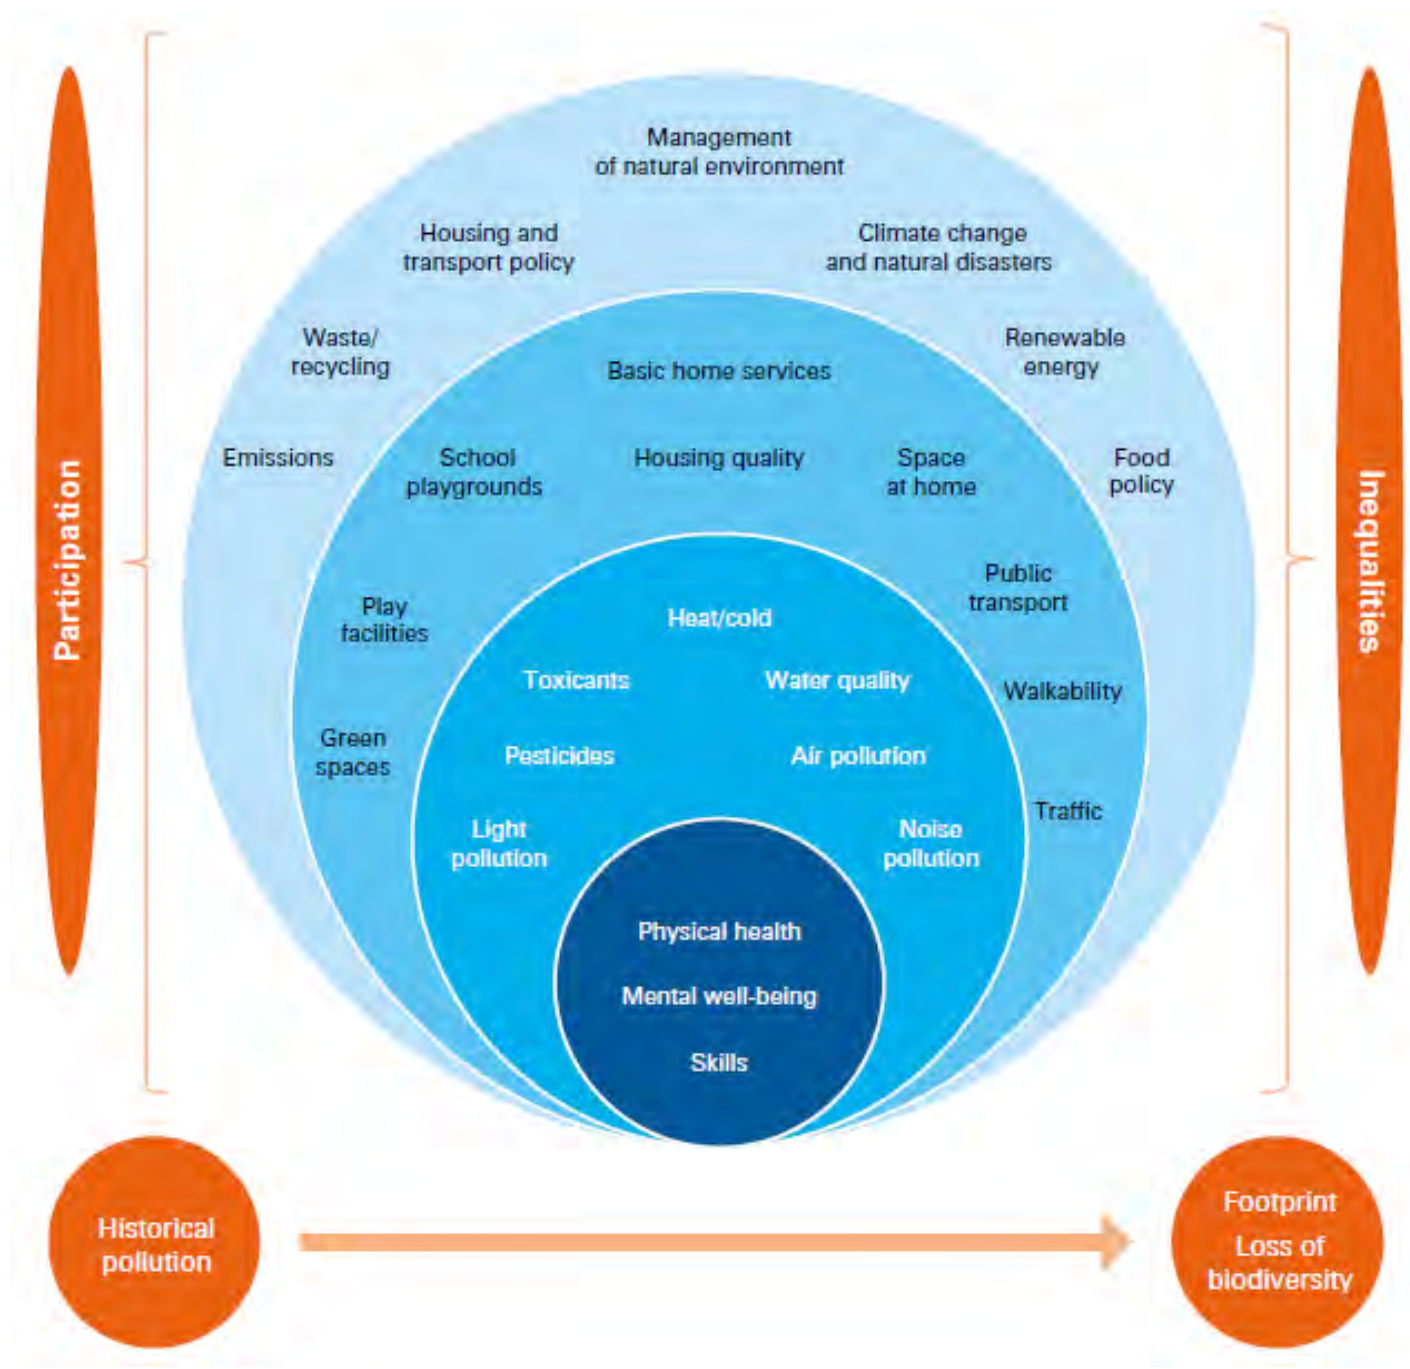 Management
of natural environment
Housing and
transport policy
Climate change
and natural disasters
Waste/
recycling
Renewable
energy
Basic home services
Emissions
School
playgrounds
Housing quality
Space
at home
Food
policy
Participation
Inequalities
Play
facilities
Public
transport
Heat/cold
Toxicants
Water quality
Walkability
Green
spaces
Pesticides
Air pollution
Traffic
Light
pollution
Noise
pollution
Physical health
Mental well-being
Skills
Historical
pollution
Footprint
Loss of
biodiversity